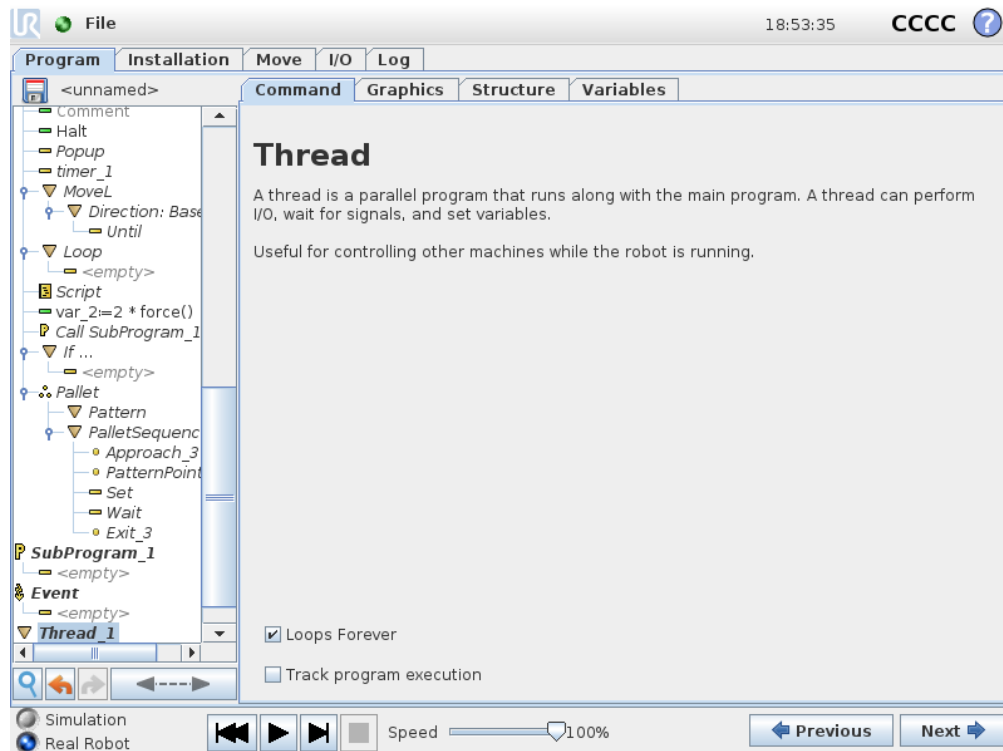 UR File 18:53:35 CCCC ?
Program Installation Move I/O Log
<unnamed>
Command Graphics Structure Variables
Comment
Halt
Popup
timer_1
MoveL
Direction: Base
Until
Loop
<empty>
Script
var_2:=2 * force()
P Call SubProgram_1
If ...
<empty>
Pallet
Pattern
PalletSequenc
Approach_3
PatternPoint
Set
Wait
Exit_3
P SubProgram_1
<empty>
Event
<empty>
Thread_1
Thread
A thread is a parallel program that runs along with the main program. A thread can perform
I/O, wait for signals, and set variables.
Useful for controlling other machines while the robot is running.
Loops Forever
Track program execution
Simulation
Real Robot
Speed 100%
Previous Next